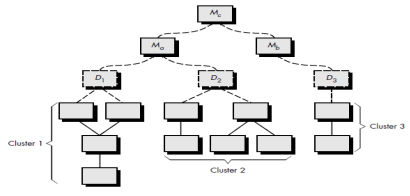 Mc
Ma
Mb
D1
D2
D3
Cluster 1
Cluster 2
Cluster 3